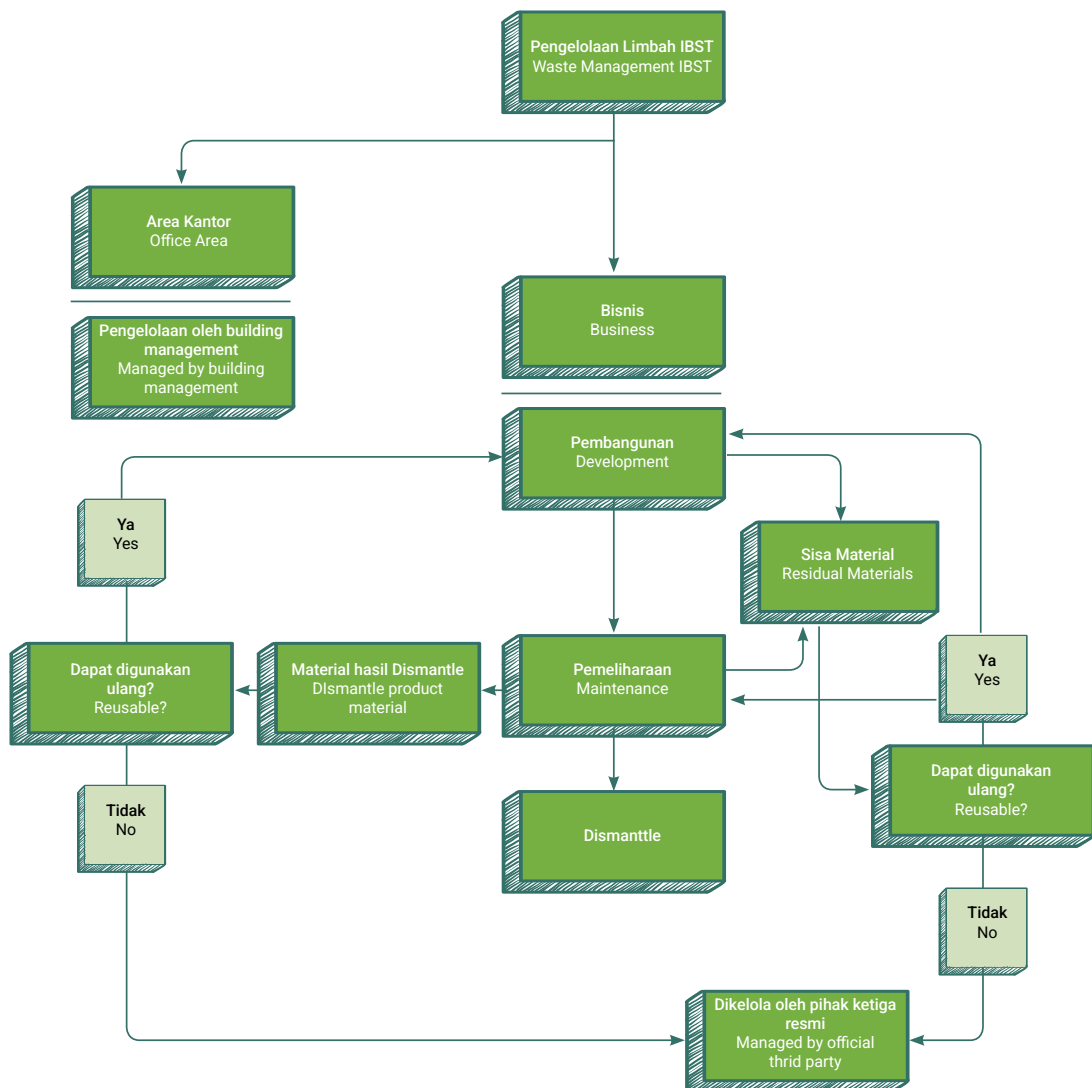 Pengelolaan Limbah IBST
Waste Management IBST
Area Kantor
Office Area
Pengelolaan oleh building
management
Managed by building
management
Bisnis
Business
Pembangunan
Development
Ya
Yes
Sisa Material
Residual Materials
Dapat digunakan
ulang?
Reusable?
Material hasil Dismantle
DIsmantle product
material
Pemeliharaan
Maintenance
Ya
Yes
Tidak
No
Dismanttle
Dapat digunakan
ulang?
Reusable?
Tidak
No
Dikelola oleh pihak ketiga
resmi
Managed by official
thrid party